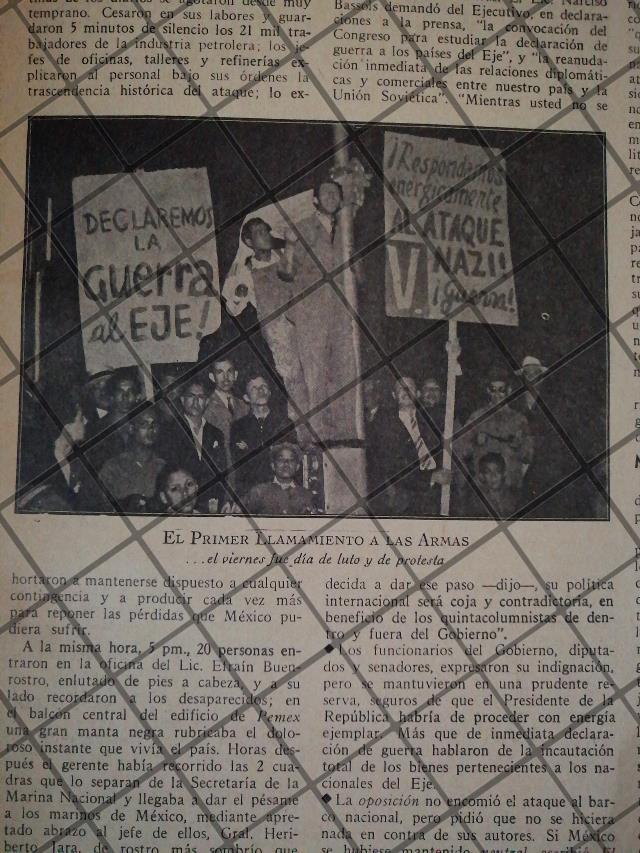 temprano. Cesaron en sus labores y guar-
daron 5 minutos de silencio los 21 mil tra-
bajadores de la industria petrolera; los je-
fes de oficinas, talleres y refinerías ex-
plicaron al personal bajo sus órdenes la
trascendencia histórica del ataque; lo ex-
hortaron a mantenerse dispuesto a cualquier
contingencia y a producir cada vez más
para reponer las pérdidas que México pu-
diera sufrir.
A la misma hora, 5 pm., 20 personas en-
traron en la oficina del Lic. Efraín Buen-
rostro, enlutado de pies a cabeza, y a su
lado recordaron a los desaparecidos; en
el balcón central del edificio de Pemex
una gran manta negra rubricaba el dolo-
roso instante que vivía el país. Horas des-
pués el gerente había recorrido las 2 cua-
dras que lo separan de la Secretaría de la
Marina Nacional y llegaba a dar el pésame
a los marinos de México, mediante apre-
tado abrazo al jefe de ellos, Gral. Heri-
berto Jara, de rostro más sombrío que
Bassols demandó del Ejecutivo, en declara-
ciones a la prensa, "la convocación del
Congreso para estudiar la declaración de
guerra a los países del Eje", y "la reanuda-
ción inmediata de las relaciones diplomáti-
cas y comerciales entre nuestro país y la
Unión Soviética". "Mientras usted no se
DECLAREMOS
LA
Guerra
al EJE!
¡Respondamos
enérgicamente
AL ATAQUE
V NAZI!
¡Guerra!
EL PRIMER LLAMAMIENTO A LAS ARMAS
...el viernes fue día de luto y de protesta
decida a dar ese paso —dijo—, su política
internacional será coja y contradictoria, en
beneficio de los quintacolumnistas de den-
tro y fuera del Gobierno".
◆ Los funcionarios del Gobierno, diputa-
dos y senadores, expresaron su indignación,
pero se mantuvieron en una prudente re-
serva, seguros de que el Presidente de la
República habría de proceder con energía
ejemplar. Más que de inmediata declara-
ción de guerra hablaron de la incautación
total de los bienes pertenecientes a los na-
cionales del Eje.
◆ La oposición no encomió el ataque al bar-
co nacional, pero pidió que no se hiciera
nada en contra de sus autores. Si México
se hubiese mantenido neutral